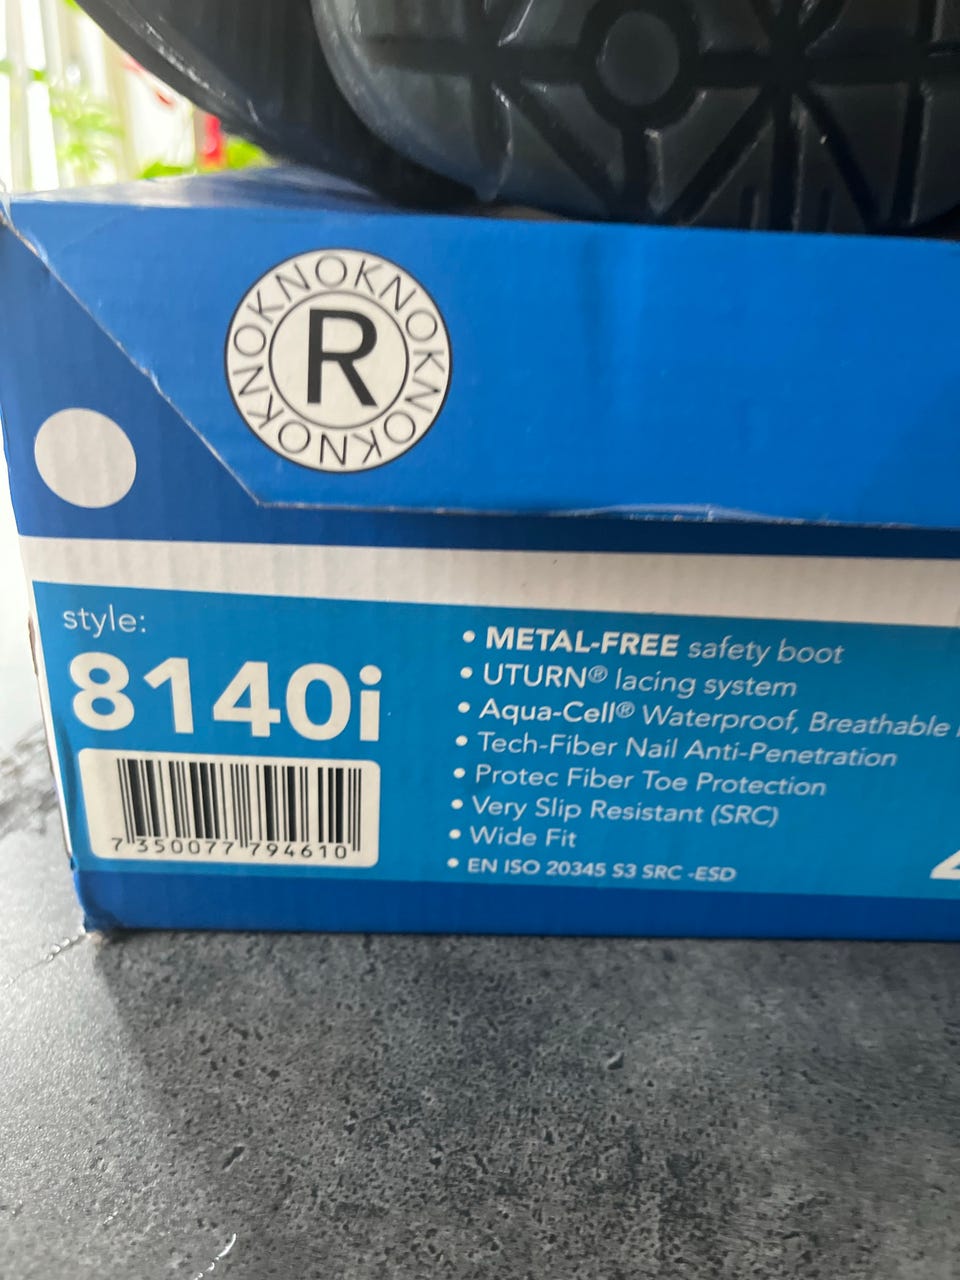 KNOKNOKNOKNOKNOKNO
R
style:
8140i
7 350077 794610
• METAL-FREE safety boot
• UTURN® lacing system
• Aqua-Cell® Waterproof, Breathable
• Tech-Fiber Nail Anti-Penetration
• Protec Fiber Toe Protection
• Very Slip Resistant (SRC)
• Wide Fit
• EN ISO 20345 S3 SRC -ESD